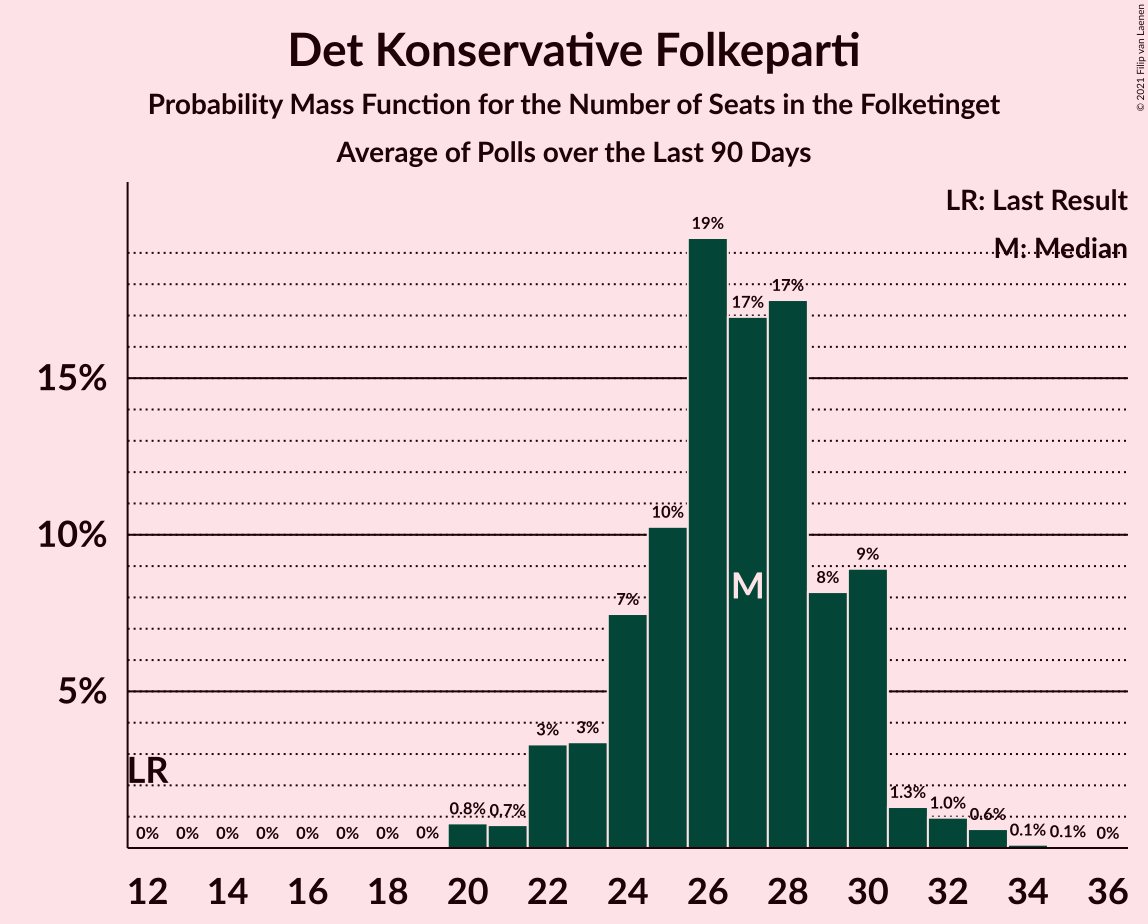 Det Konservative Folkeparti
Probability Mass Function for the Number of Seats in the Folketinget
Average of Polls over the Last 90 Days
© 2021 Filip van Laenen
LR: Last Result
M: Median
15%
10%
5%
LR
M
0% 0% 0% 0% 0% 0% 0% 0% 0.8% 0.7% 3% 3% 7% 10% 19% 17% 17% 8% 9% 1.3% 1.0% 0.6% 0.1% 0.1% 0%
12 14 16 18 20 22 24 26 28 30 32 34 36